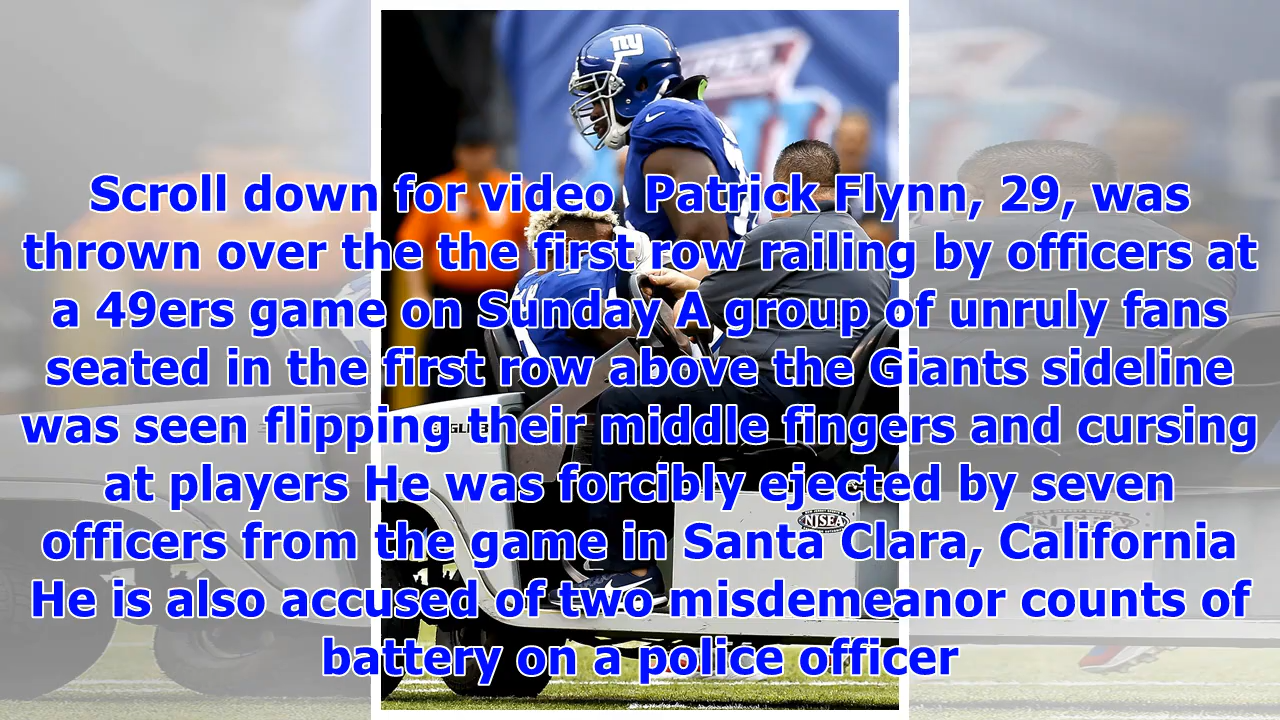 ny
Scroll down for video  Patrick Flynn, 29, was
thrown over the the first row railing by officers at
a 49ers game on Sunday A group of unruly fans
seated in the first row above the Giants sideline
was seen flipping their middle fingers and cursing
at players He was forcibly ejected by seven
officers from the game in Santa Clara, California
He is also accused of two misdemeanor counts of
battery on a police officer
NJSEA